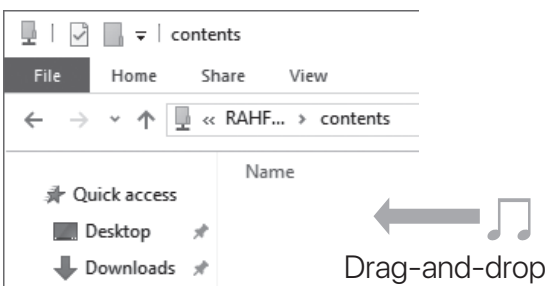 contents
File Home Share View
« RAHF... › contents
Name
Quick access
Desktop
Downloads
Drag-and-drop